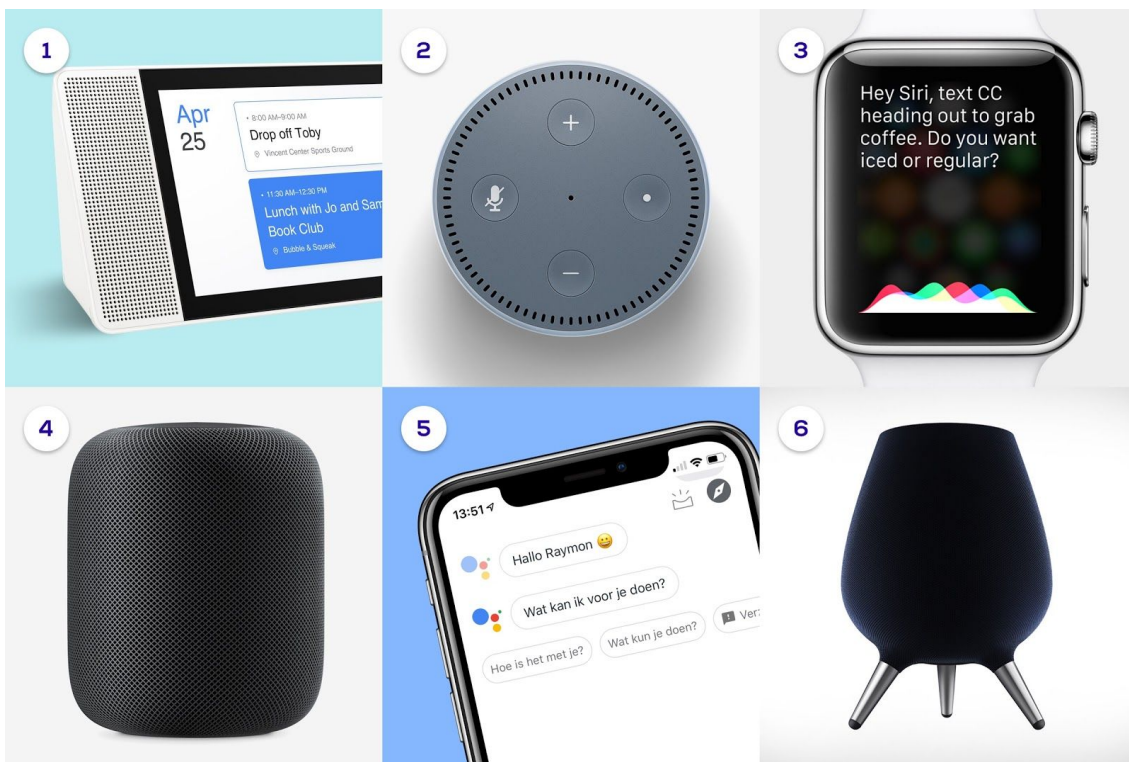 1
Apr
25
• 8:00 AM–9:00 AM
Drop off Toby
Vincent Center Sports Ground
• 11:30 AM–12:30 PM
Lunch with Jo and Sam
Book Club
Bubble & Squeak
2
+
−
3
Hey Siri, text CC
heading out to grab
coffee. Do you want
iced or regular?
4
5
13:51
Hallo Raymon 😀
Wat kan ik voor je doen?
Hoe is het met je?
Wat kun je doen?
6